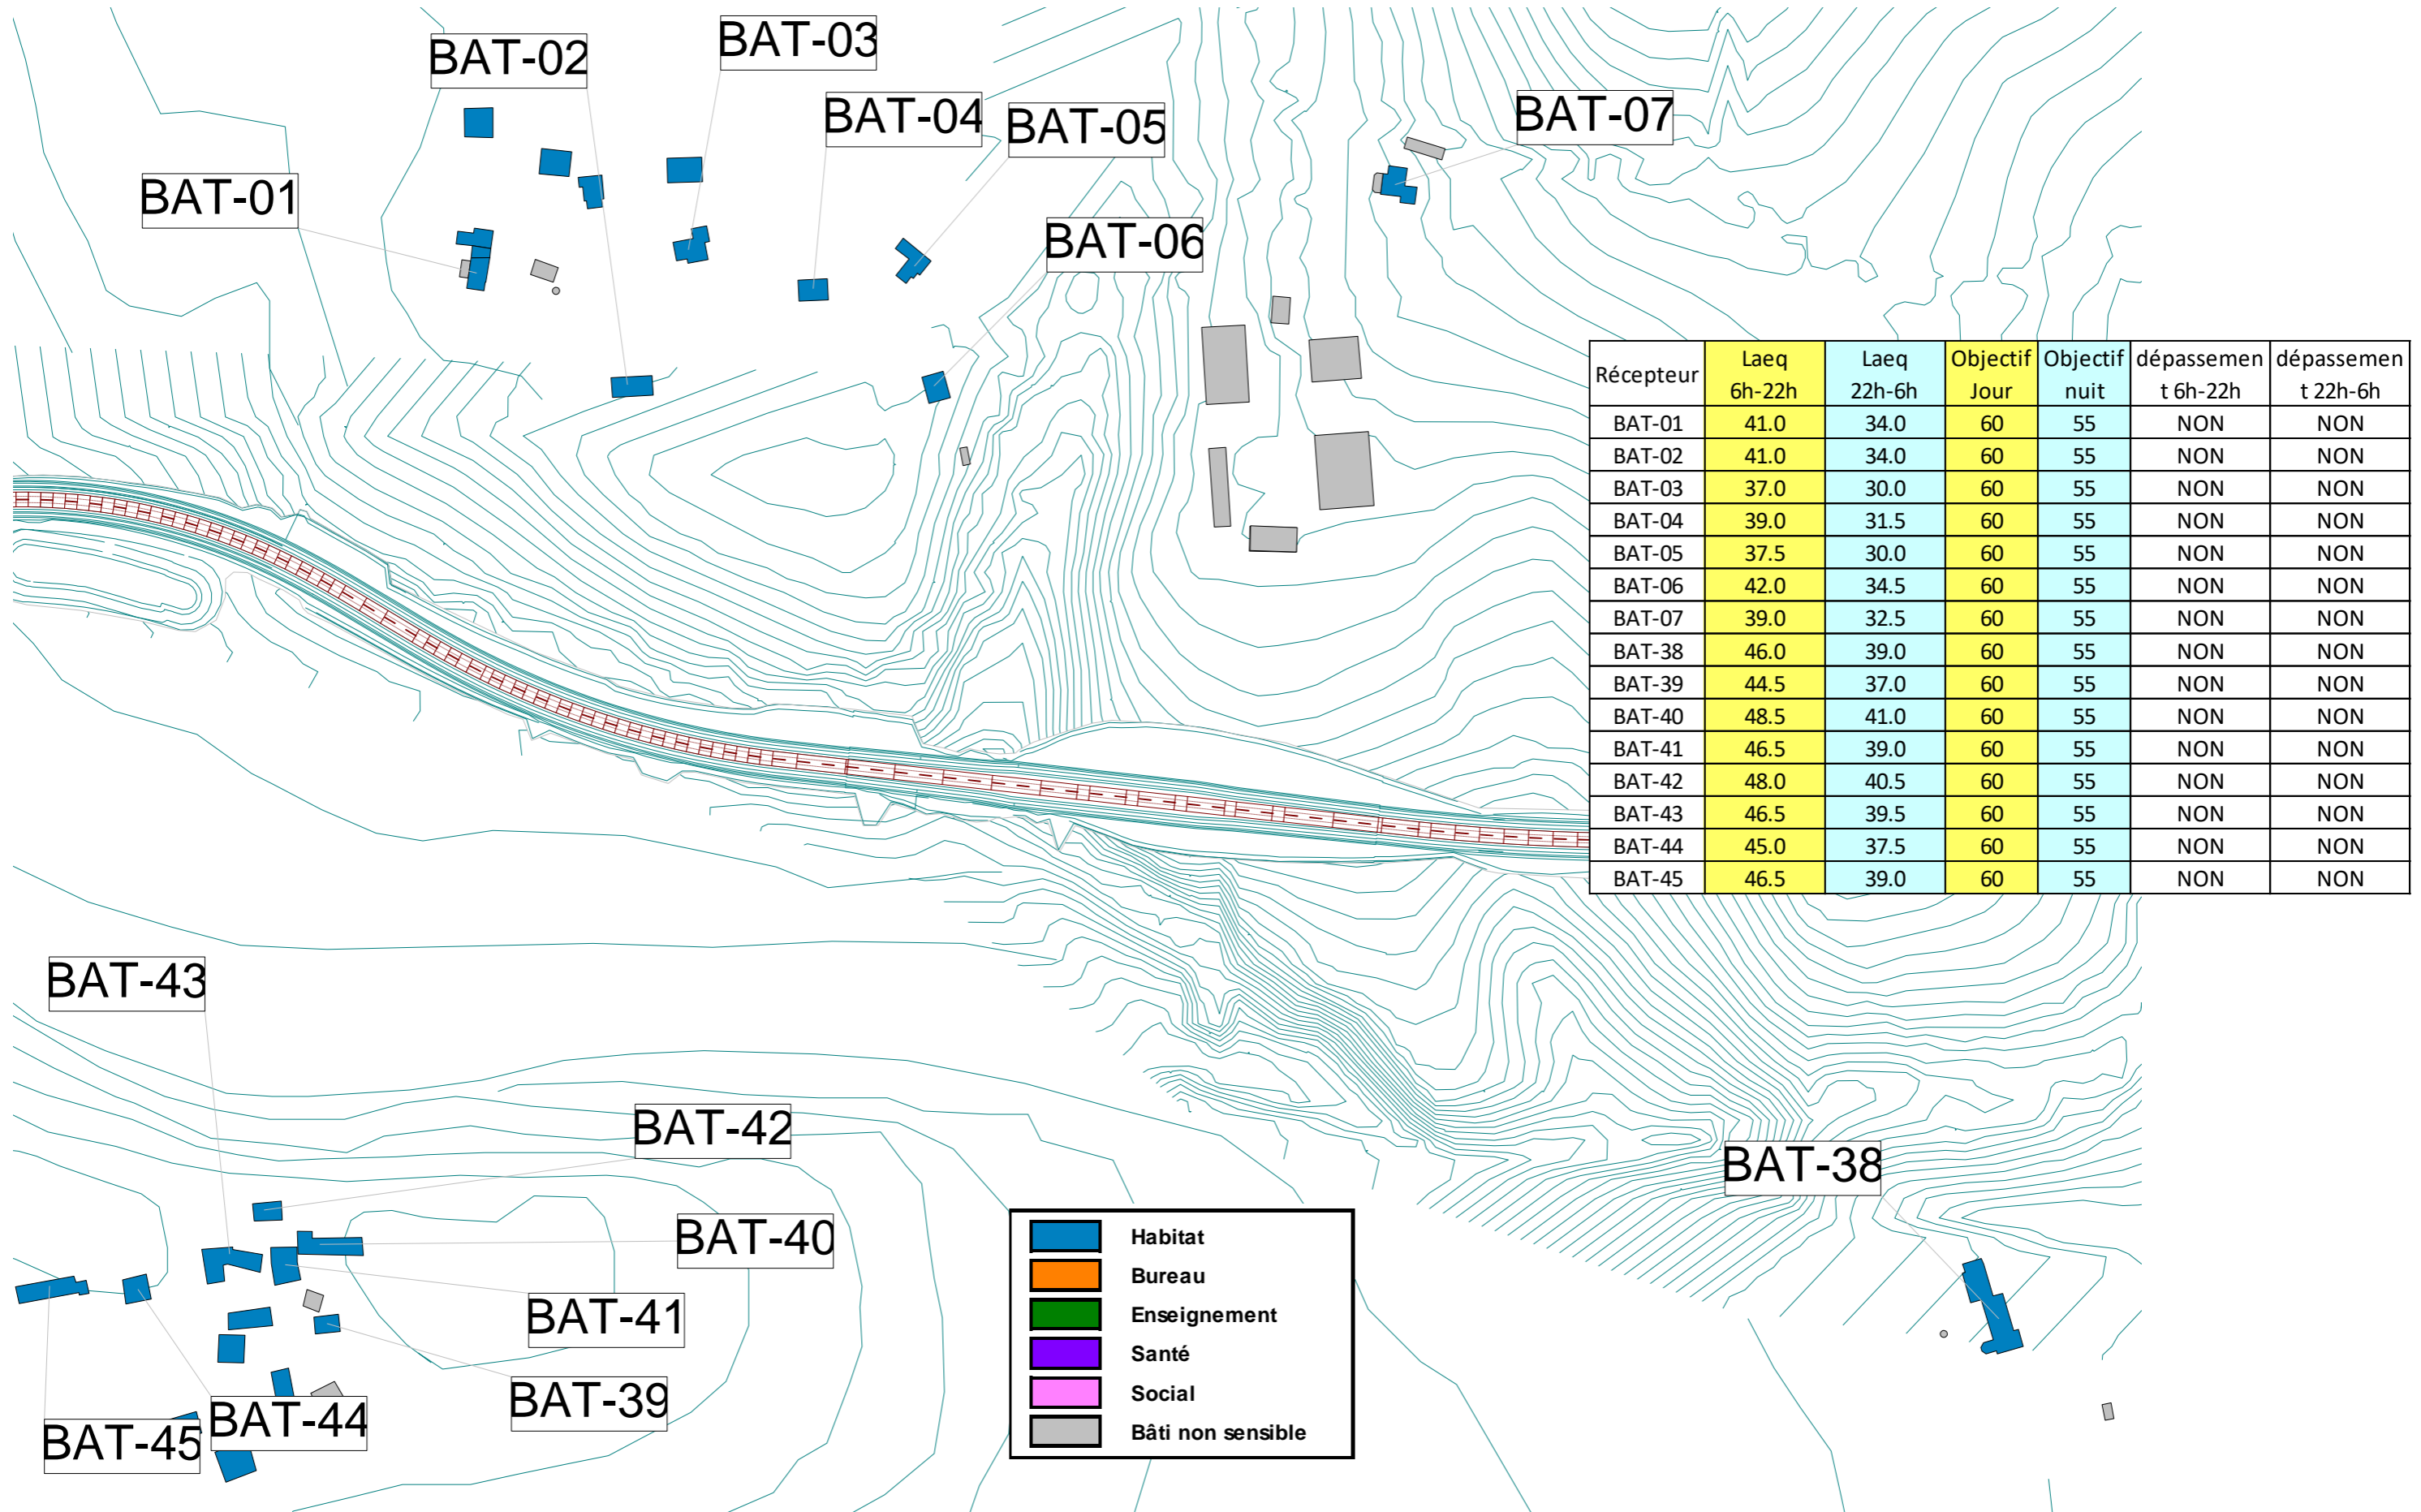 BAT-03
BAT-02
BAT-04
BAT-05
BAT-07
BAT-01
BAT-06
Récepteur Laeq 6h-22h Laeq 22h-6h Objectif Jour Objectif nuit dépassemen t 6h-22h dépassemen t 22h-6h
BAT-01 41.0 34.0 60 55 NON NON
BAT-02 41.0 34.0 60 55 NON NON
BAT-03 37.0 30.0 60 55 NON NON
BAT-04 39.0 31.5 60 55 NON NON
BAT-05 37.5 30.0 60 55 NON NON
BAT-06 42.0 34.5 60 55 NON NON
BAT-07 39.0 32.5 60 55 NON NON
BAT-38 46.0 39.0 60 55 NON NON
BAT-39 44.5 37.0 60 55 NON NON
BAT-40 48.5 41.0 60 55 NON NON
BAT-41 46.5 39.0 60 55 NON NON
BAT-42 48.0 40.5 60 55 NON NON
BAT-43 46.5 39.5 60 55 NON NON
BAT-44 45.0 37.5 60 55 NON NON
BAT-45 46.5 39.0 60 55 NON NON
BAT-43
BAT-42
BAT-38
BAT-40
BAT-41
BAT-39
BAT-44
BAT-45
Habitat
Bureau
Enseignement
Santé
Social
Bâti non sensible